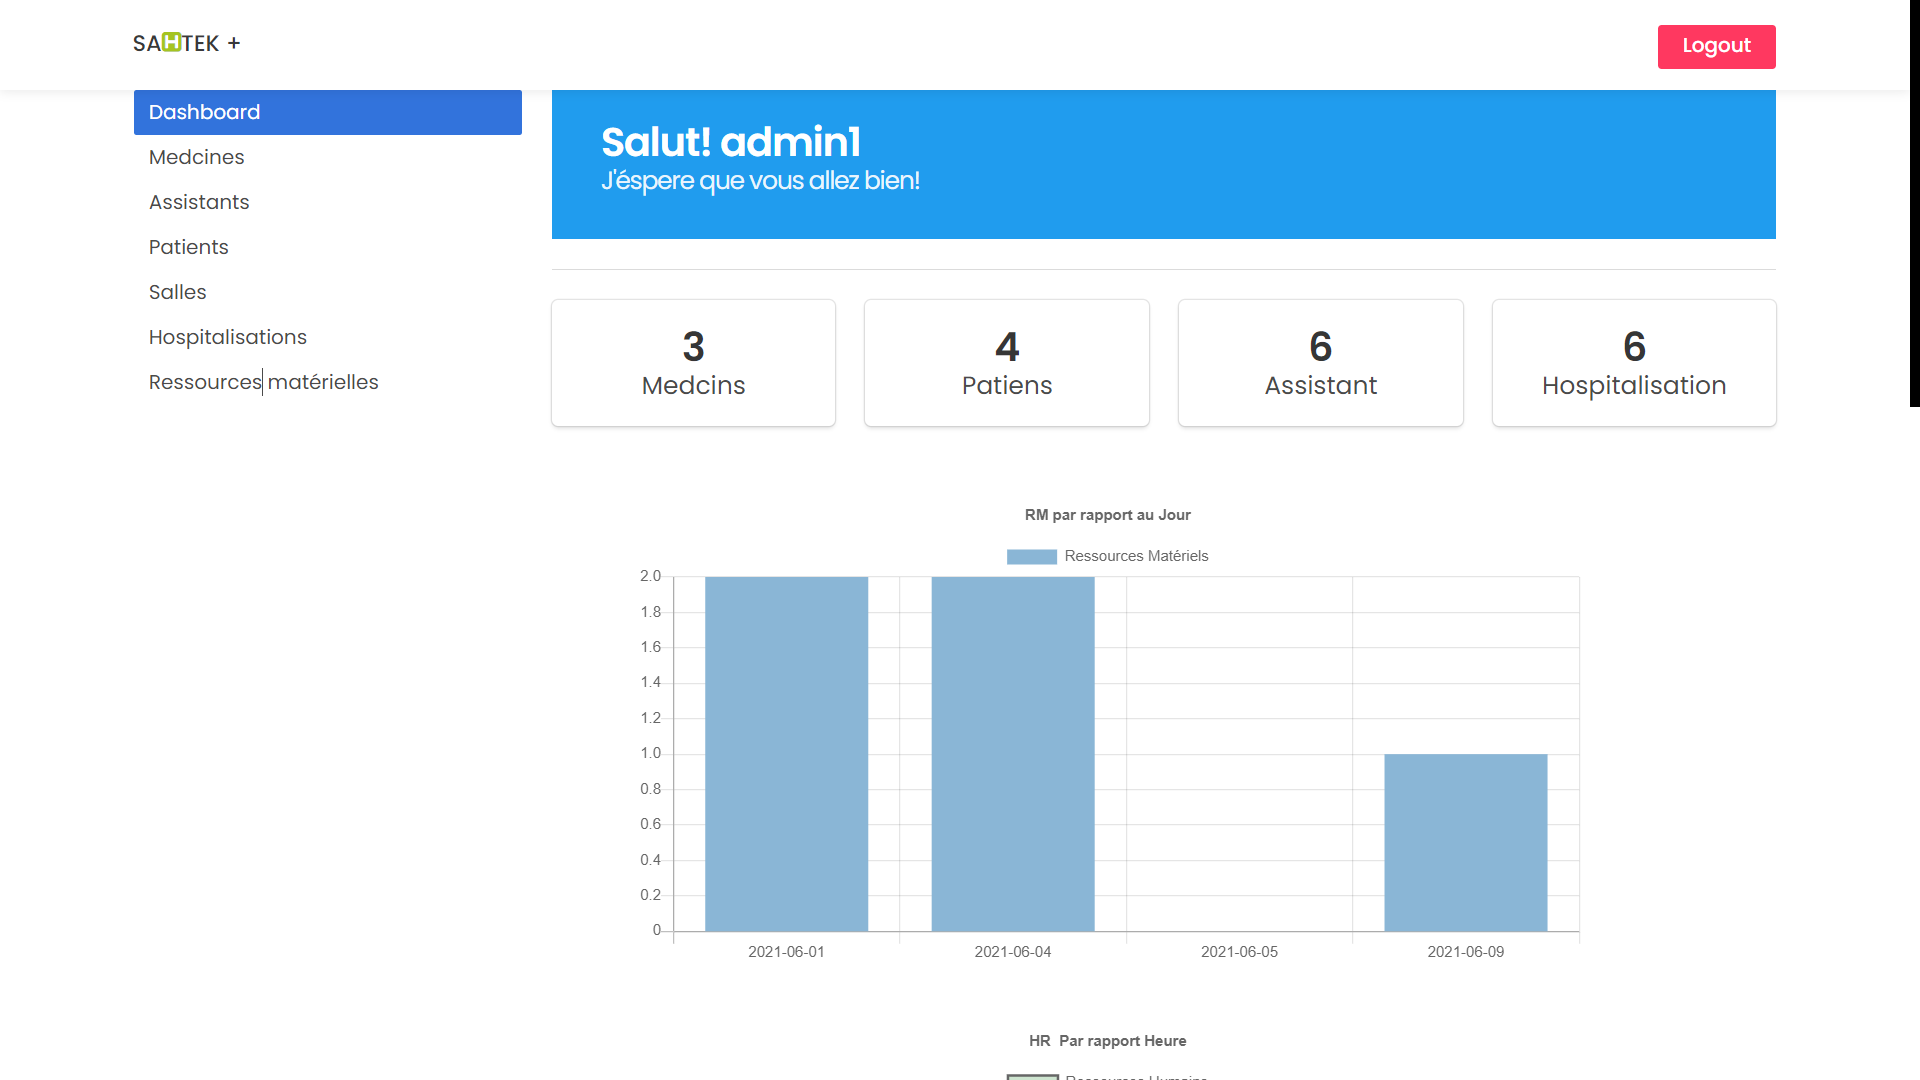 SAHTEK +
Logout
Dashboard
Medcines
Assistants
Patients
Salles
Hospitalisations
Ressources matérielles
Salut! admin1
J'éspere que vous allez bien!
3
Medcins
4
Patiens
6
Assistant
6
Hospitalisation
RM par rapport au Jour
Ressources Matériels
2.0
1.8
1.6
1.4
1.2
1.0
0.8
0.6
0.4
0.2
0
2021-06-01
2021-06-04
2021-06-05
2021-06-09
HR Par rapport Heure
Ressources Humains